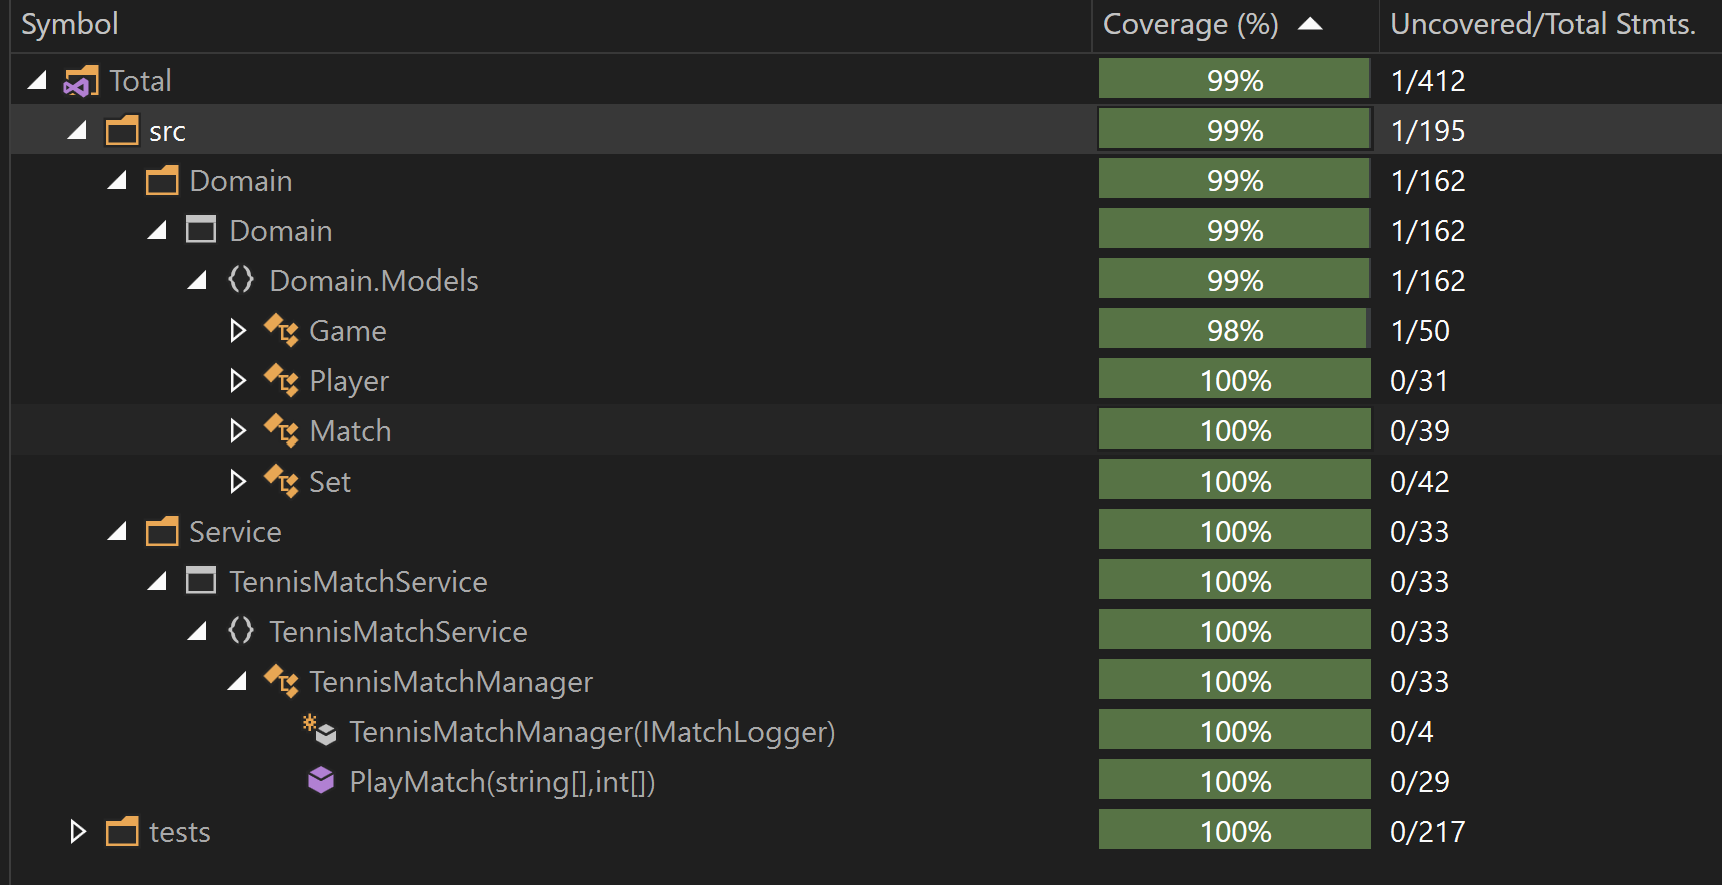 Symbol Coverage (%) Uncovered/Total Stmts.
Total 99% 1/412
src 99% 1/195
Domain 99% 1/162
Domain 99% 1/162
Domain.Models 99% 1/162
Game 98% 1/50
Player 100% 0/31
Match 100% 0/39
Set 100% 0/42
Service 100% 0/33
TennisMatchService 100% 0/33
TennisMatchService 100% 0/33
TennisMatchManager 100% 0/33
TennisMatchManager(IMatchLogger) 100% 0/4
PlayMatch(string[],int[]) 100% 0/29
tests 100% 0/217